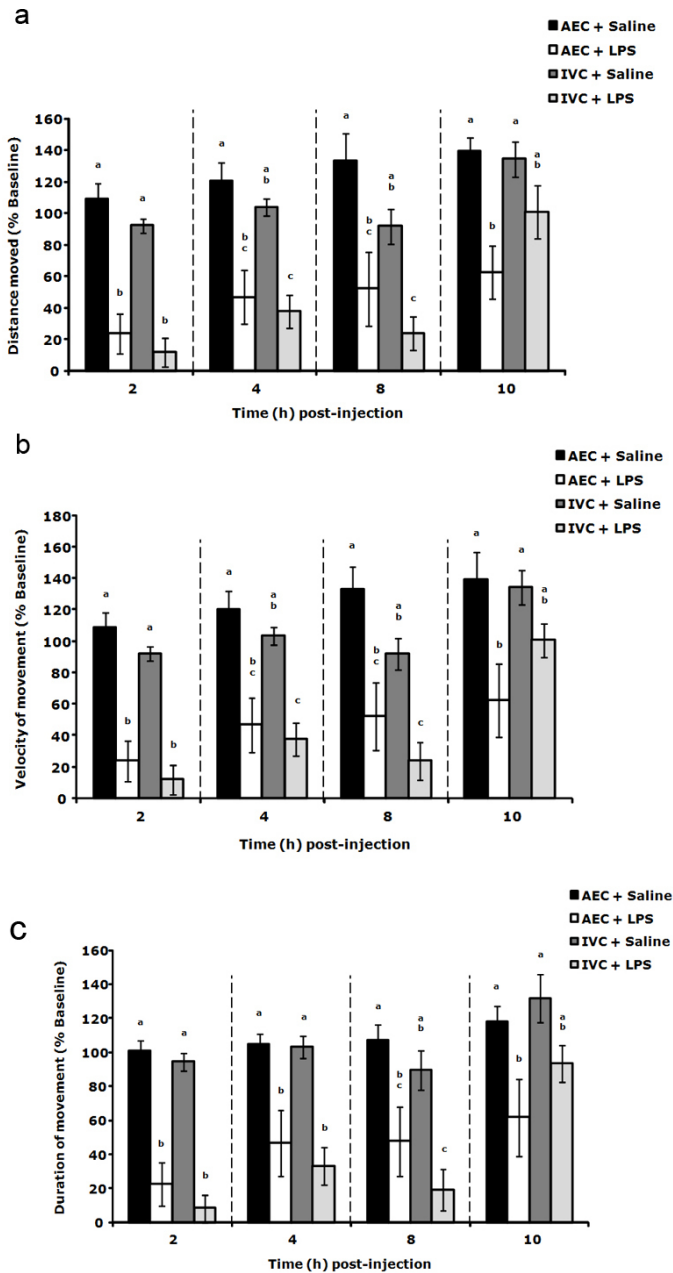 a
AEC + Saline
AEC + LPS
IVC + Saline
IVC + LPS
Distance moved (% Baseline)
160
140
120
100
80
60
40
20
0
a
a
a
a
a
a
a
a
b
b
a
b
b
b
c
b
c
b
b
c
c
2
4
8
10
Time (h) post-injection
b
AEC + Saline
AEC + LPS
IVC + Saline
IVC + LPS
Velocity of movement (% Baseline)
180
160
140
120
100
80
60
40
20
0
a
a
a
a
a
a
a
a
b
b
a
b
b
b
c
b
c
b
b
c
c
2
4
8
10
Time (h) post-injection
c
AEC + Saline
AEC + LPS
IVC + Saline
IVC + LPS
Duration of movement (% Baseline)
160
140
120
100
80
60
40
20
0
a
a
a
a
a
a
b
a
a
a
b
b
b
b
b
b
c
c
b
2
4
8
10
Time (h) post-injection